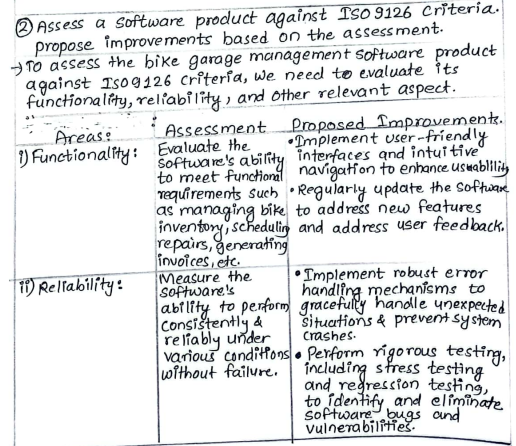 ② Assess a software product against ISO 9126 Criteria.
Propose improvements based on the assessment.
→ To assess the bike garage management software product
against ISO 9126 Criteria, we need to evaluate its
functionality, reliability, and other relevant aspect.
Areas:
Assessment
Proposed Improvements.
i) Functionality:
Evaluate the
software's ability
to meet functional
requirements such
as managing bike
inventory, schedulin
repairs, generating
invoices, etc.
• Implement user-friendly
interfaces and intuitive
navigation to enhance usability
• Regularly update the software
to address new features
and address user feedback.
ii) Reliability:
Measure the
software's
ability to perform
consistently &
reliably under
various conditions
without failure.
• Implement robust error
handling mechanisms to
gracefully handle unexpected
situations & prevent system
crashes.
• Perform rigorous testing,
including stress testing
and regression testing,
to identify and eliminate
software bugs and
vulnerabilities.